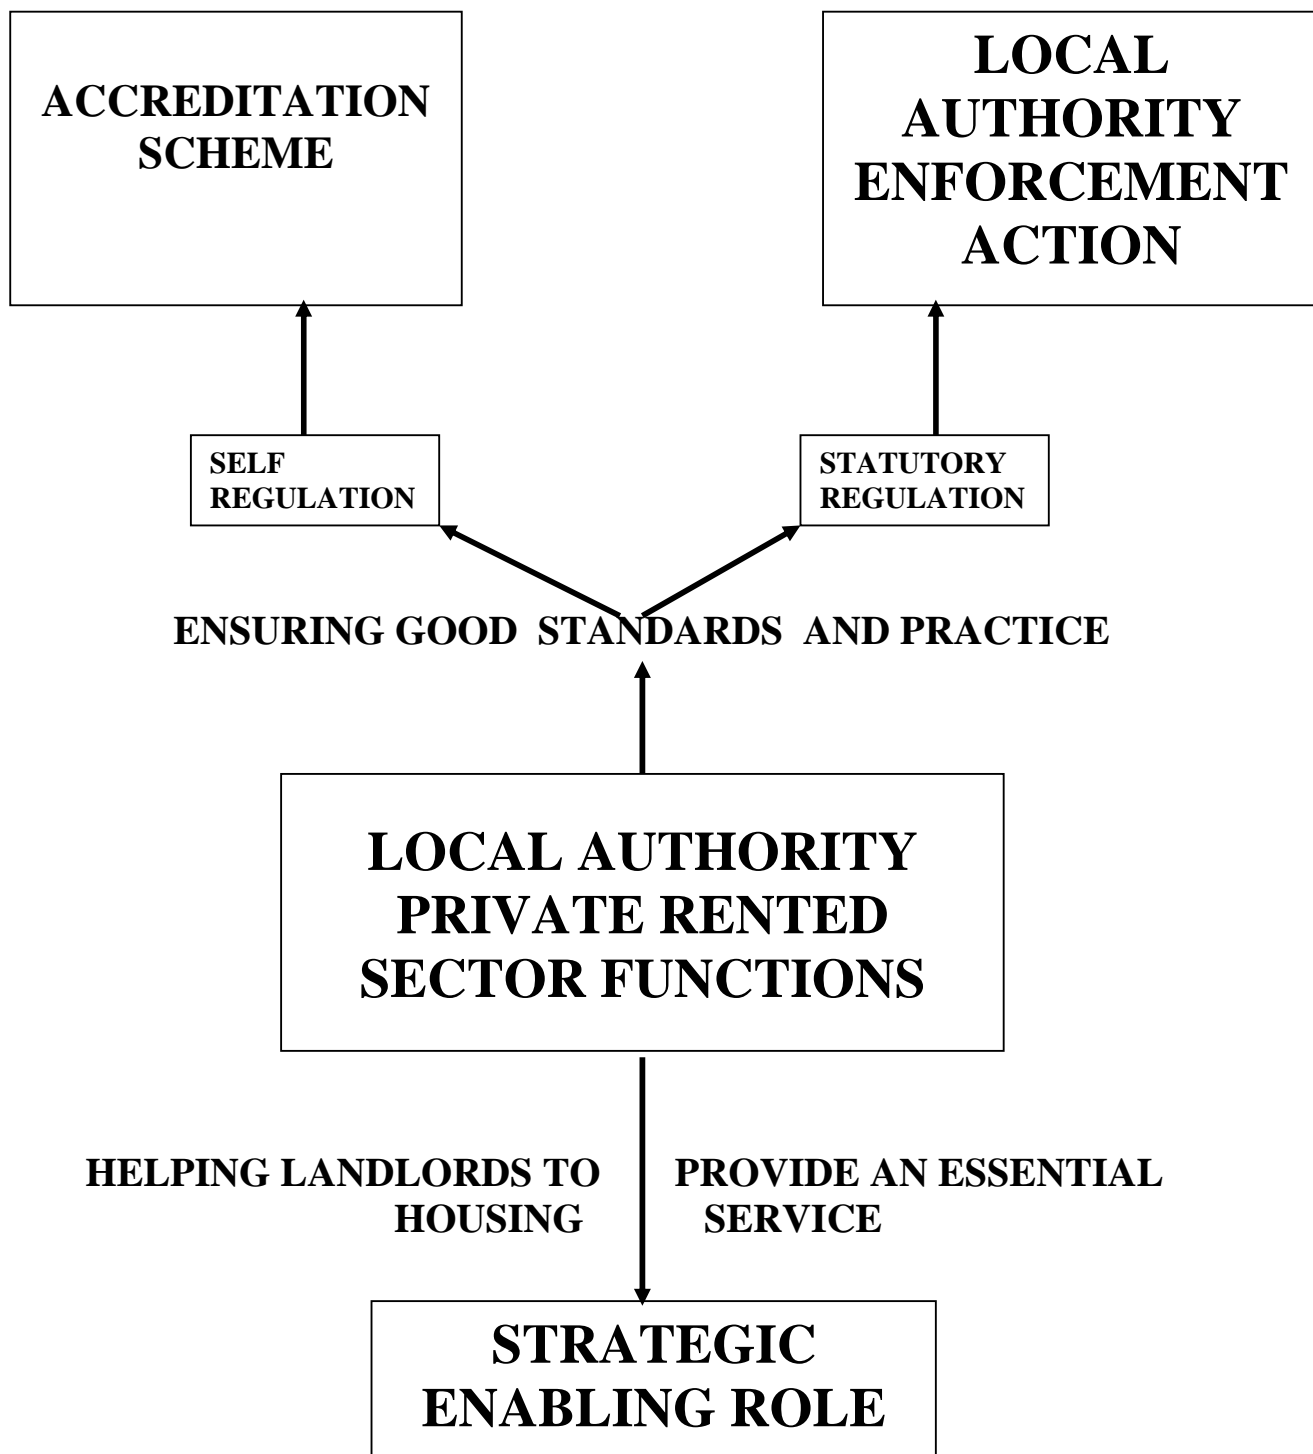 ACCREDITATION
SCHEME
LOCAL
AUTHORITY
ENFORCEMENT
ACTION
SELF
REGULATION
STATUTORY
REGULATION
ENSURING GOOD STANDARDS AND PRACTICE
LOCAL AUTHORITY
PRIVATE RENTED
SECTOR FUNCTIONS
HELPING LANDLORDS TO PROVIDE AN ESSENTIAL
HOUSING SERVICE
STRATEGIC
ENABLING ROLE